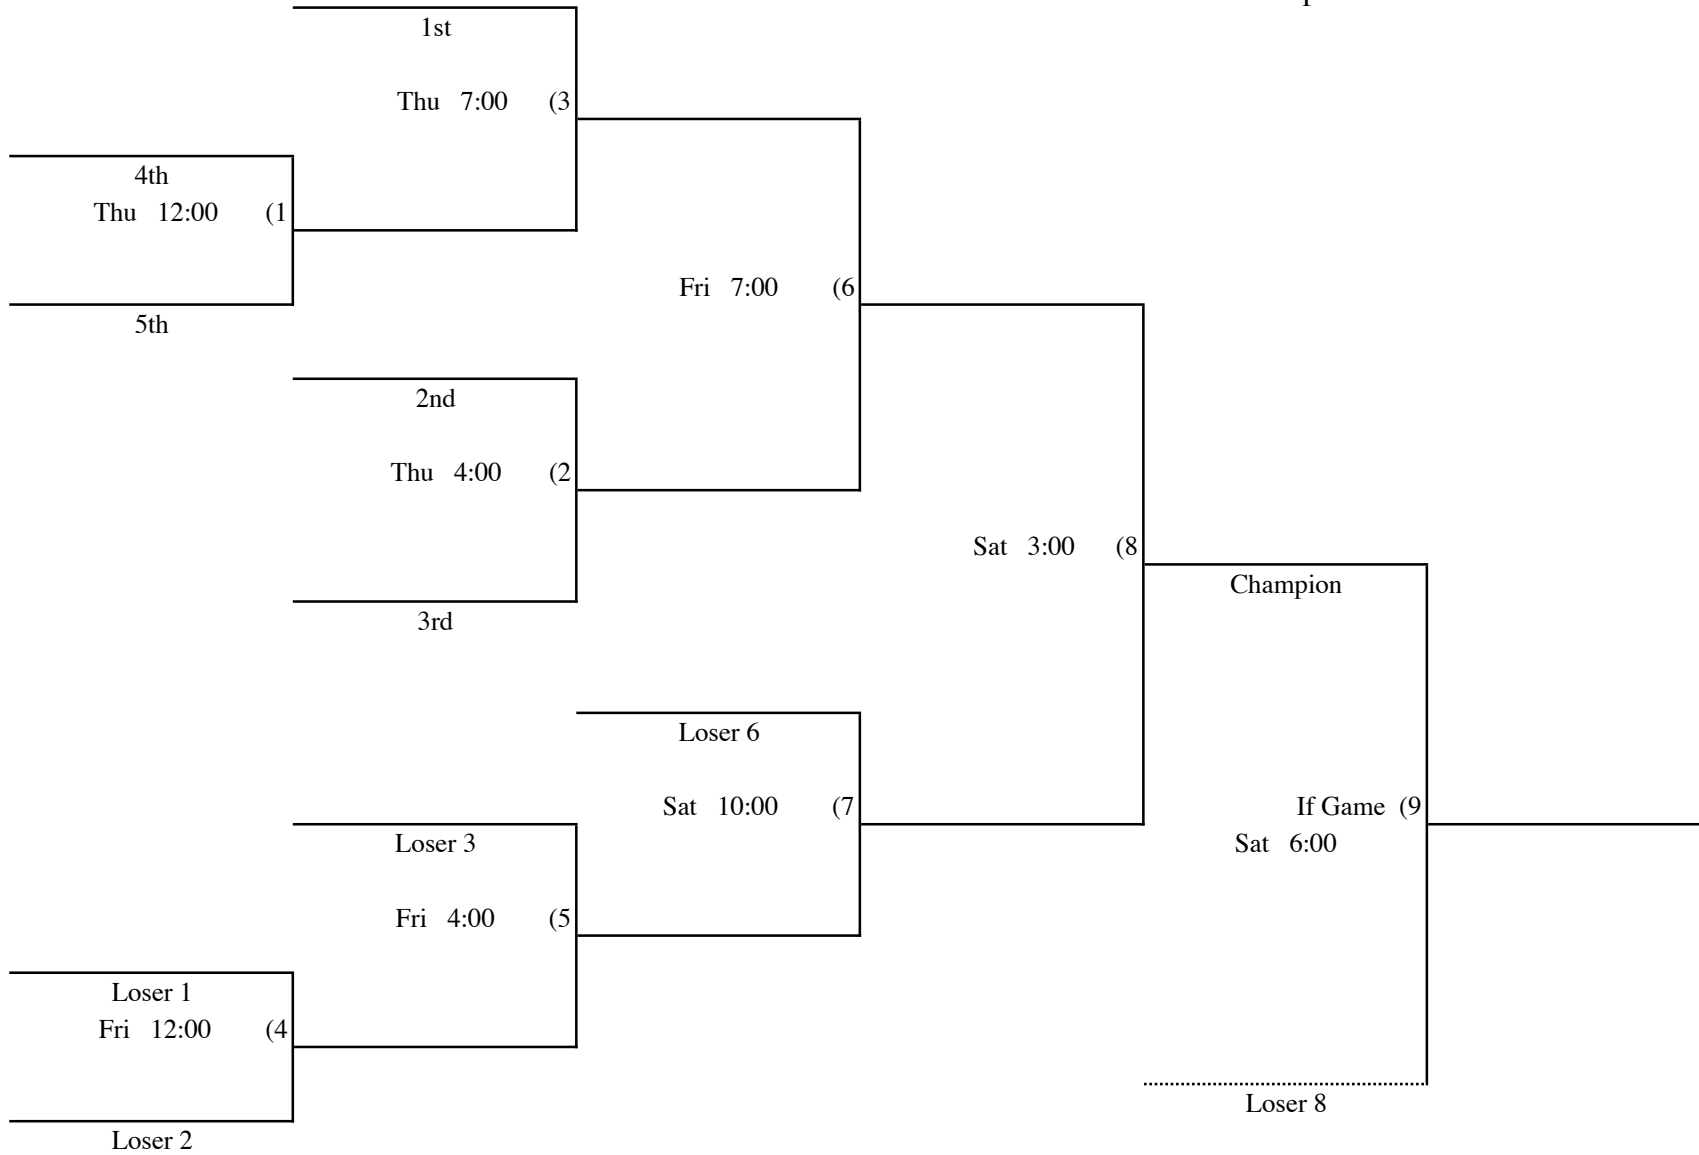 1st
Thu 7:00 (3
4th
Thu 12:00 (1
5th
Fri 7:00 (6
2nd
Thu 4:00 (2
3rd
Sat 3:00 (8
Champion
Loser 6
Sat 10:00 (7
If Game (9
Sat 6:00
Loser 3
Fri 4:00 (5
Loser 1
Fri 12:00 (4
Loser 2
Loser 8